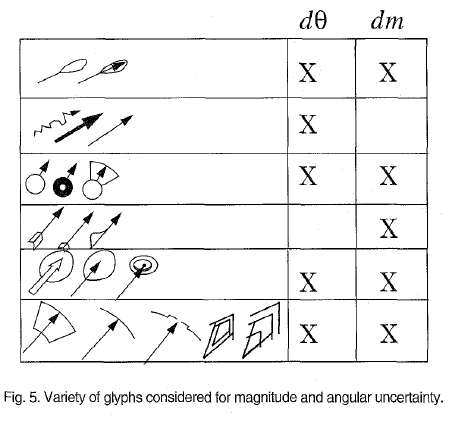 dθ dm
X X
X
X X
X
X X
X X
Fig. 5. Variety of glyphs considered for magnitude and angular uncertainty.